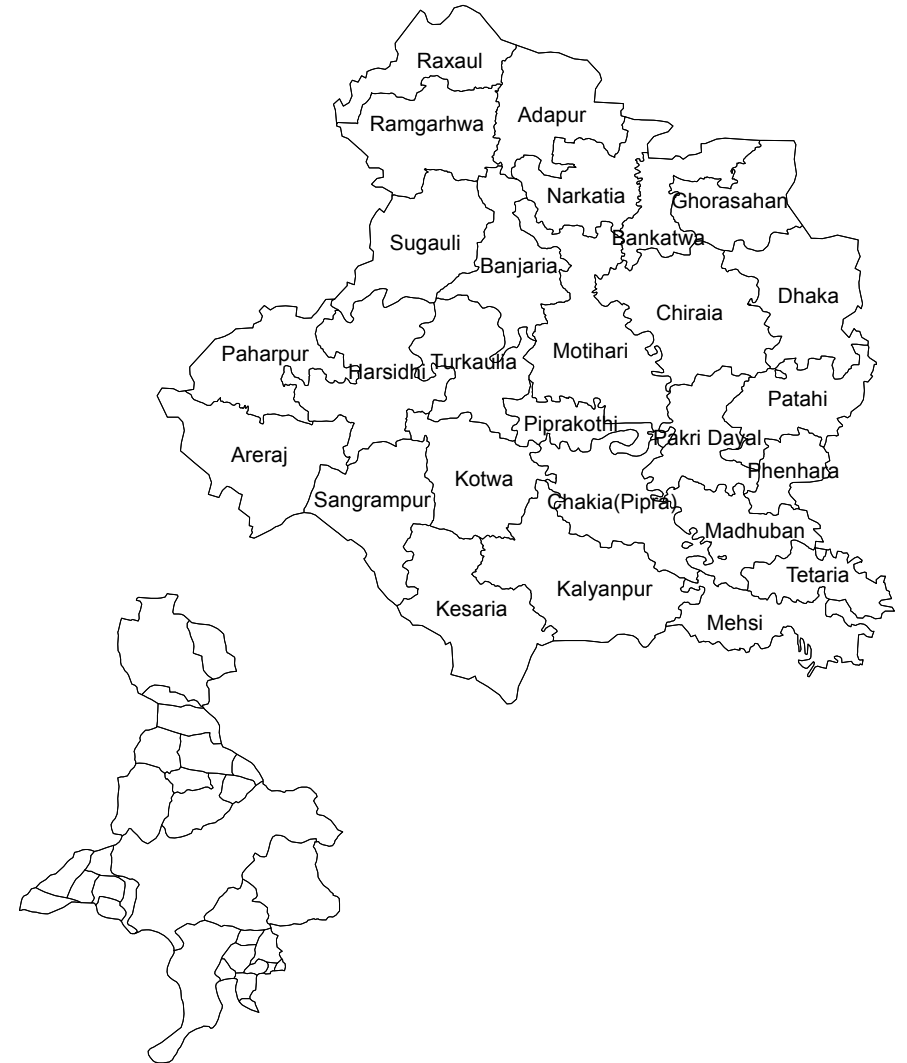 Raxaul
Adapur
Ramgarhwa
Narkatia
Ghorasahan
Sugauli
Bankatwa
Banjaria
Dhaka
Chiraia
Motihari
Paharpur
Turkaulia
Harsidhi
Patahi
Piprakothi
Pakri Dayal
Areraj
Phenhara
Kotwa
Sangrampur
Chakia(Pipra)
Madhuban
Tetaria
Kalyanpur
Kesaria
Mehsi